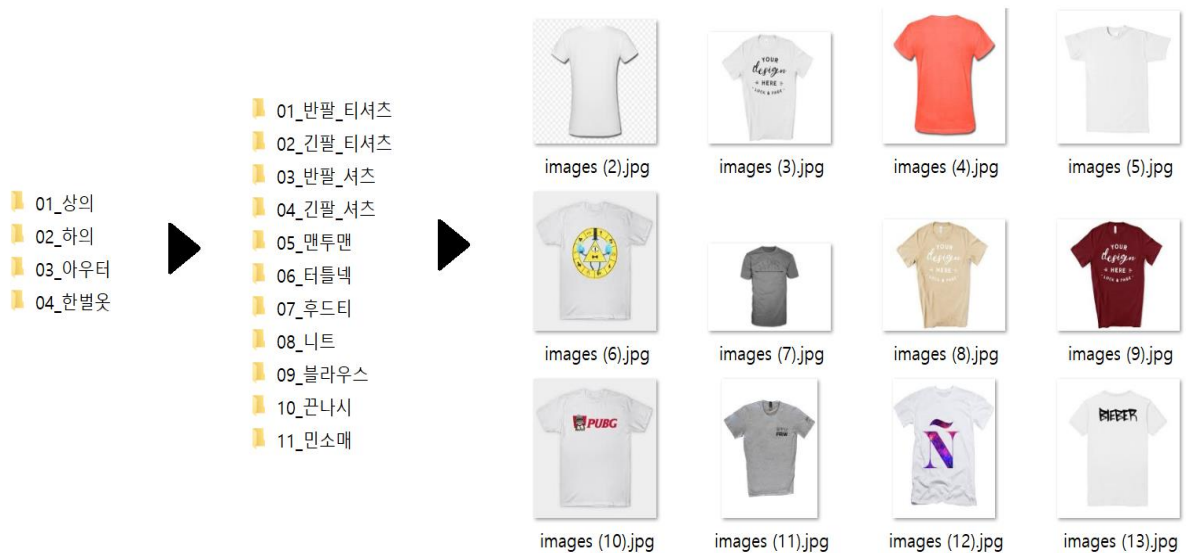 01_상의
02_하의
03_아우터
04_한벌옷
01_반팔_티셔츠
02_긴팔_티셔츠
03_반팔_셔츠
04_긴팔_셔츠
05_맨투맨
06_터틀넥
07_후드티
08_니트
09_블라우스
10_끈나시
11_민소매
YOUR
design
HERE
images (2).jpg
images (3).jpg
images (4).jpg
images (5).jpg
YOUR
design
HERE
YOUR
design
HERE
images (6).jpg
images (7).jpg
images (8).jpg
images (9).jpg
PUBG
Ñ
BIEBER
images (10).jpg
images (11).jpg
images (12).jpg
images (13).jpg